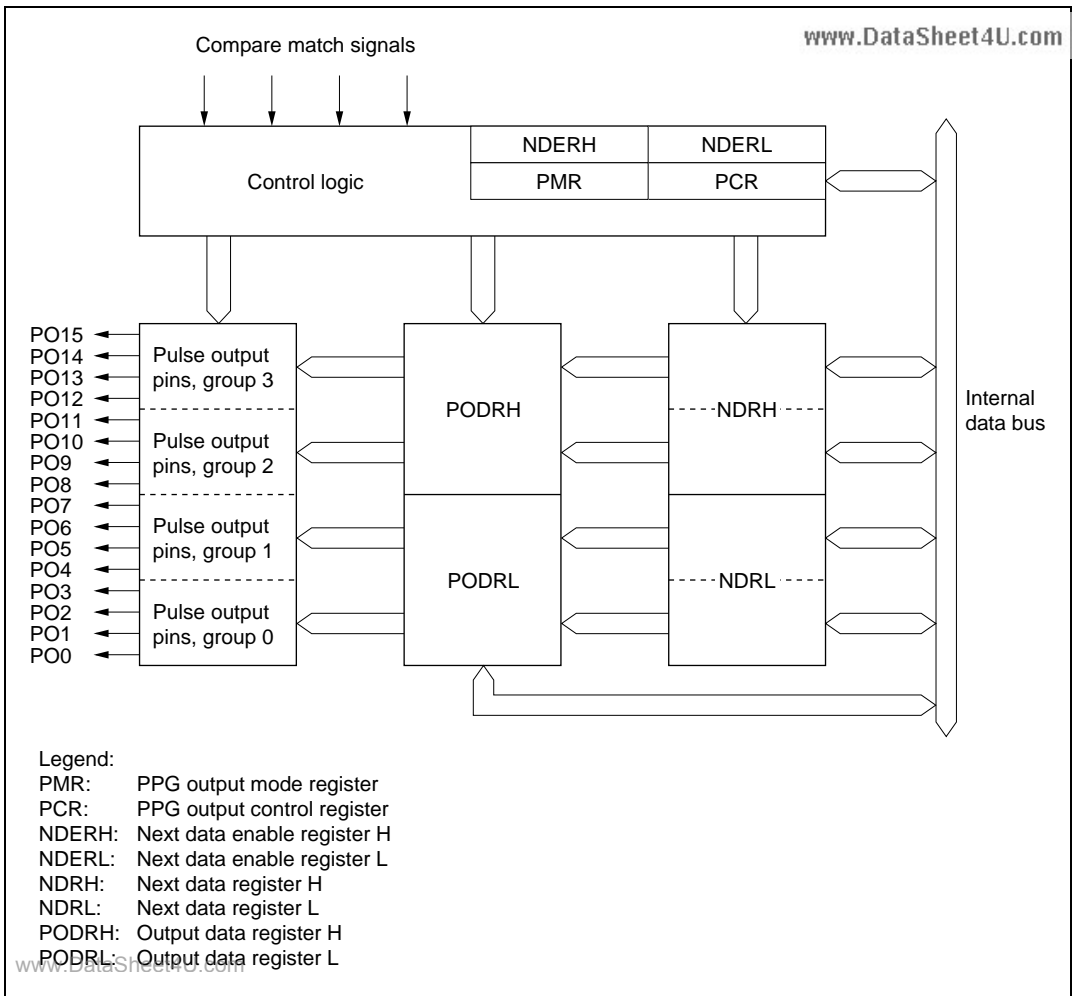 www.DataSheet4U.com
Compare match signals
Control logic
NDERH
NDERL
PMR
PCR
PO15
PO14
PO13
PO12
PO11
PO10
PO9
PO8
PO7
PO6
PO5
PO4
PO3
PO2
PO1
PO0
Pulse output
pins, group 3
Pulse output
pins, group 2
Pulse output
pins, group 1
Pulse output
pins, group 0
PODRH
PODRL
NDRH
NDRL
Internal
data bus
Legend:
PMR: PPG output mode register
PCR: PPG output control register
NDERH: Next data enable register H
NDERL: Next data enable register L
NDRH: Next data register H
NDRL: Next data register L
PODRH: Output data register H
PODRL: Output data register L
www.DataSheet4U.com